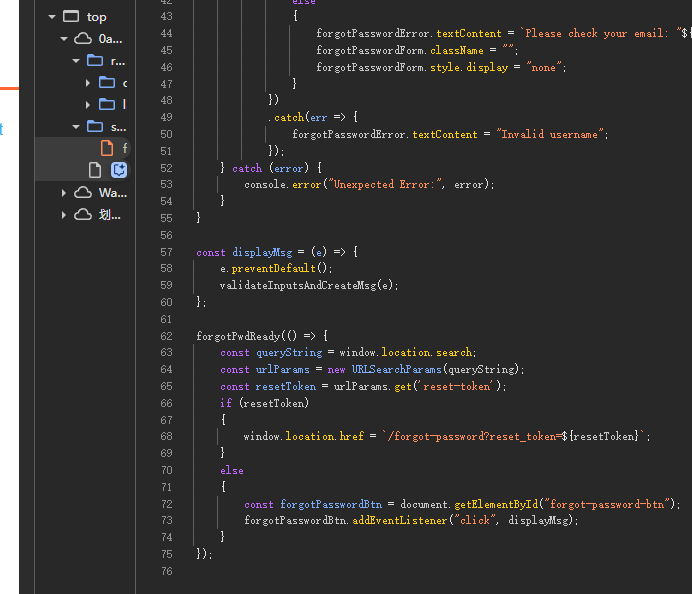 top
0a...
r...
c
l
s...
f
Wa...
划...
t
42 else
43 {
44 forgotPasswordError.textContent = `Please check your email: "${
45 forgotPasswordForm.className = "";
46 forgotPasswordForm.style.display = "none";
47 }
48 })
49 .catch(err => {
50 forgotPasswordError.textContent = "Invalid username";
51 });
52 } catch (error) {
53 console.error("Unexpected Error:", error);
54 }
55 }
56
57 const displayMsg = (e) => {
58 e.preventDefault();
59 validateInputsAndCreateMsg(e);
60 };
61
62 forgotPwdReady(() => {
63 const queryString = window.location.search;
64 const urlParams = new URLSearchParams(queryString);
65 const resetToken = urlParams.get('reset-token');
66 if (resetToken)
67 {
68 window.location.href = `/forgot-password?reset_token=${resetToken}`;
69 }
70 else
71 {
72 const forgotPasswordBtn = document.getElementById("forgot-password-btn");
73 forgotPasswordBtn.addEventListener("click", displayMsg);
74 }
75 });
76